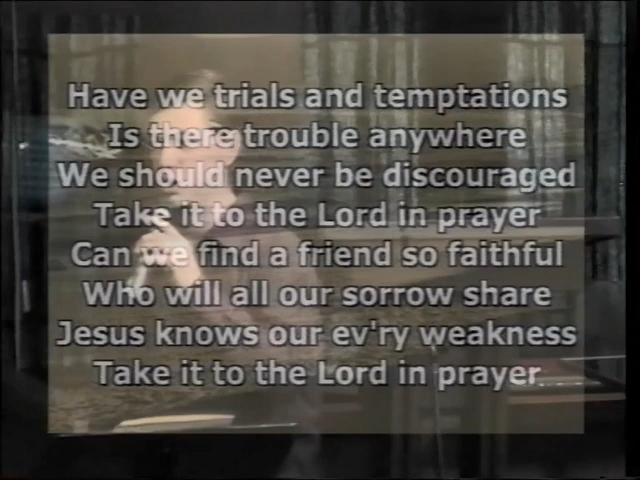 Have we trials and temptations
Is there trouble anywhere
We should never be discouraged
Take it to the Lord in prayer
Can we find a friend so faithful
Who will all our sorrow share
Jesus knows our ev'ry weakness
Take it to the Lord in prayer